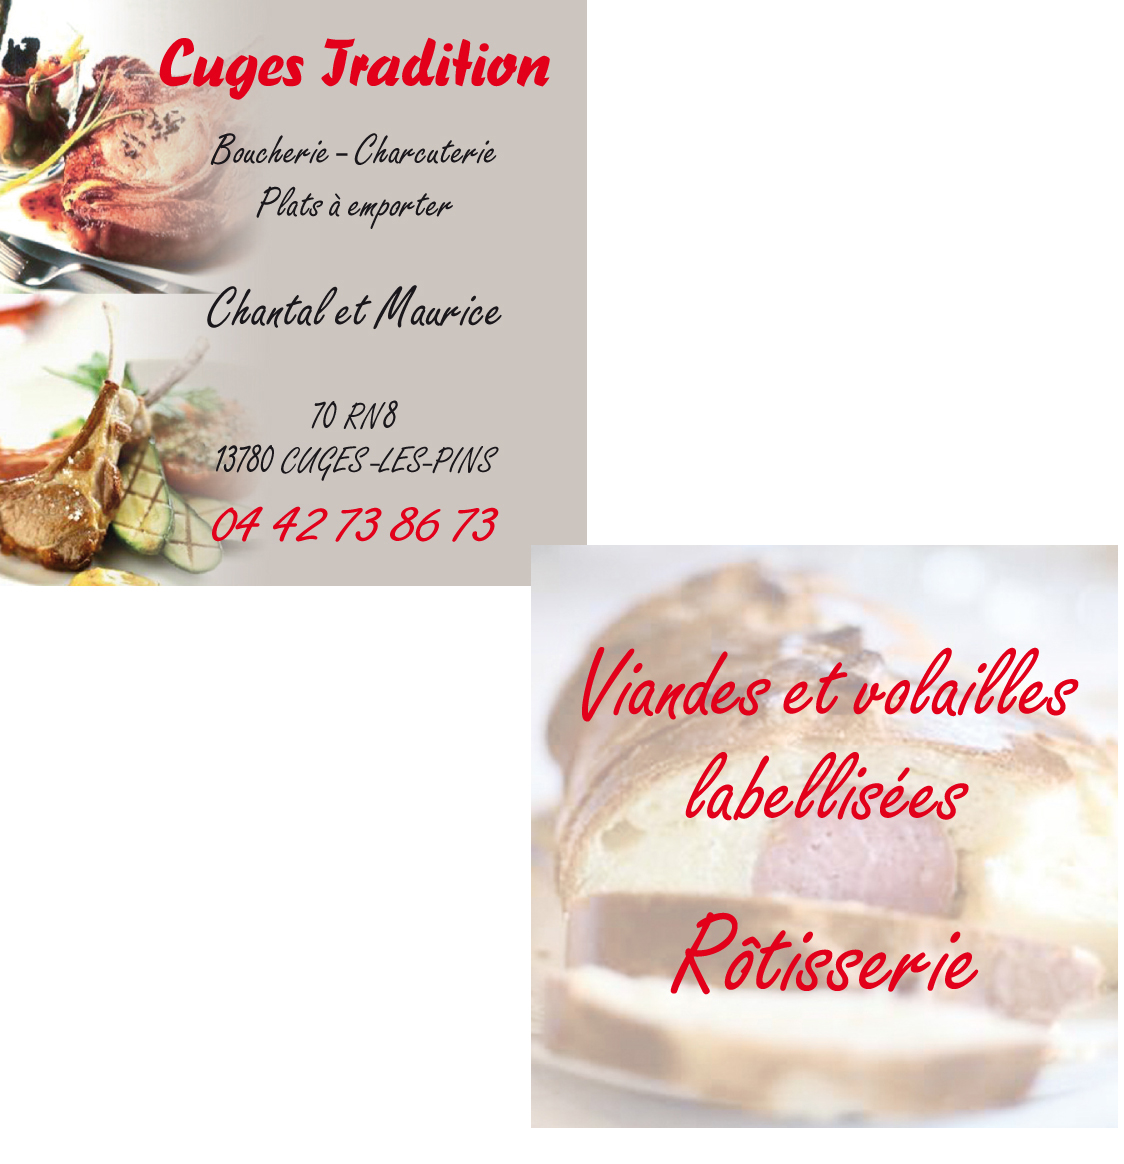 Cuges Tradition
Boucherie - Charcuterie
Plats à emporter
Chantal et Maurice
70 RN8
13780 CUGES-LES-PINS
04 42 73 86 73
Viandes et volailles
labellisées
Rôtisserie